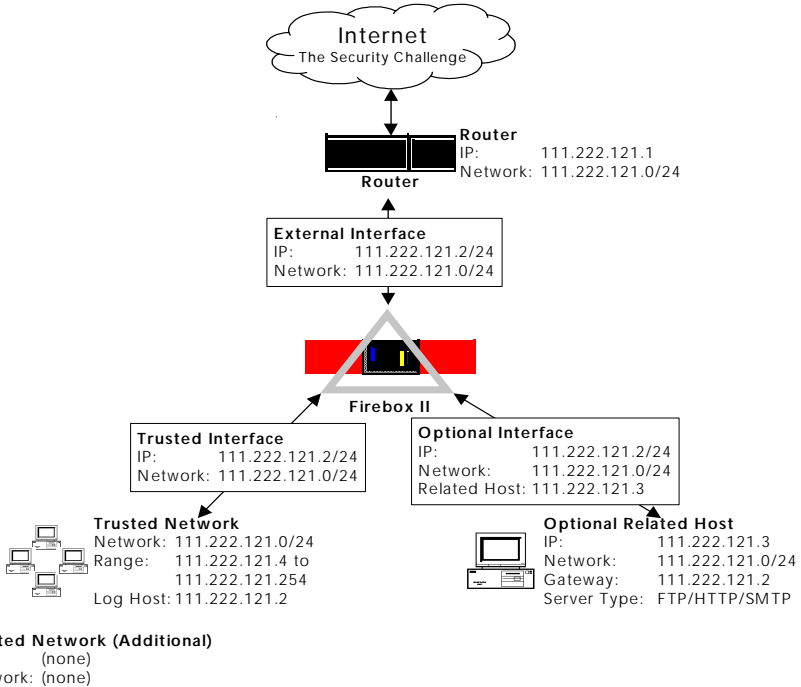 Internet
The Security Challenge
Router
IP: 111.222.121.1
Network: 111.222.121.0/24
Router
External Interface
IP: 111.222.121.2/24
Network: 111.222.121.0/24
Firebox II
Trusted Interface
IP: 111.222.121.2/24
Network: 111.222.121.0/24
Optional Interface
IP: 111.222.121.2/24
Network: 111.222.121.0/24
Related Host: 111.222.121.3
Trusted Network
Network: 111.222.121.0/24
Range: 111.222.121.4 to
111.222.121.254
Log Host: 111.222.121.2
Optional Related Host
IP: 111.222.121.3
Network: 111.222.121.0/24
Gateway: 111.222.121.2
Server Type: FTP/HTTP/SMTP
ted Network (Additional)
(none)
work: (none)